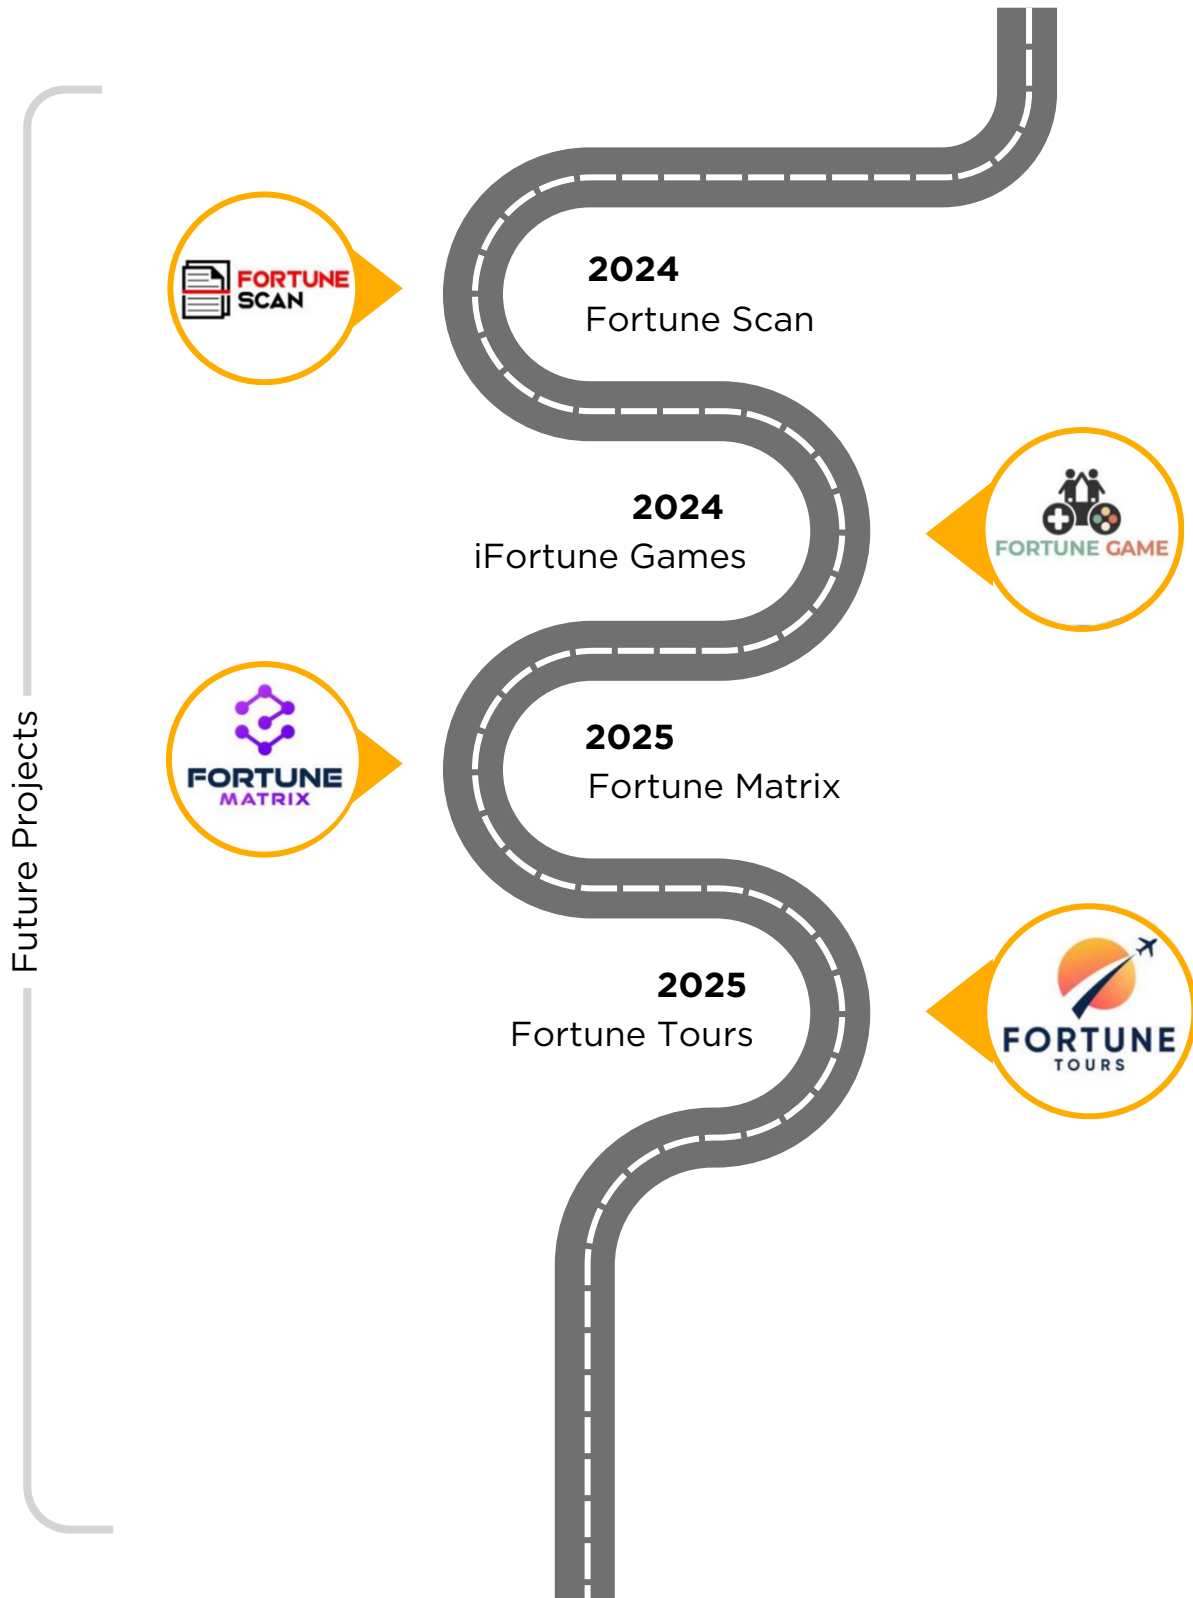 FORTUNE
SCAN
2024
Fortune Scan
2024
iFortune Games
FORTUNE GAME
Future Projects
FORTUNE
MATRIX
2025
Fortune Matrix
2025
Fortune Tours
FORTUNE
TOURS